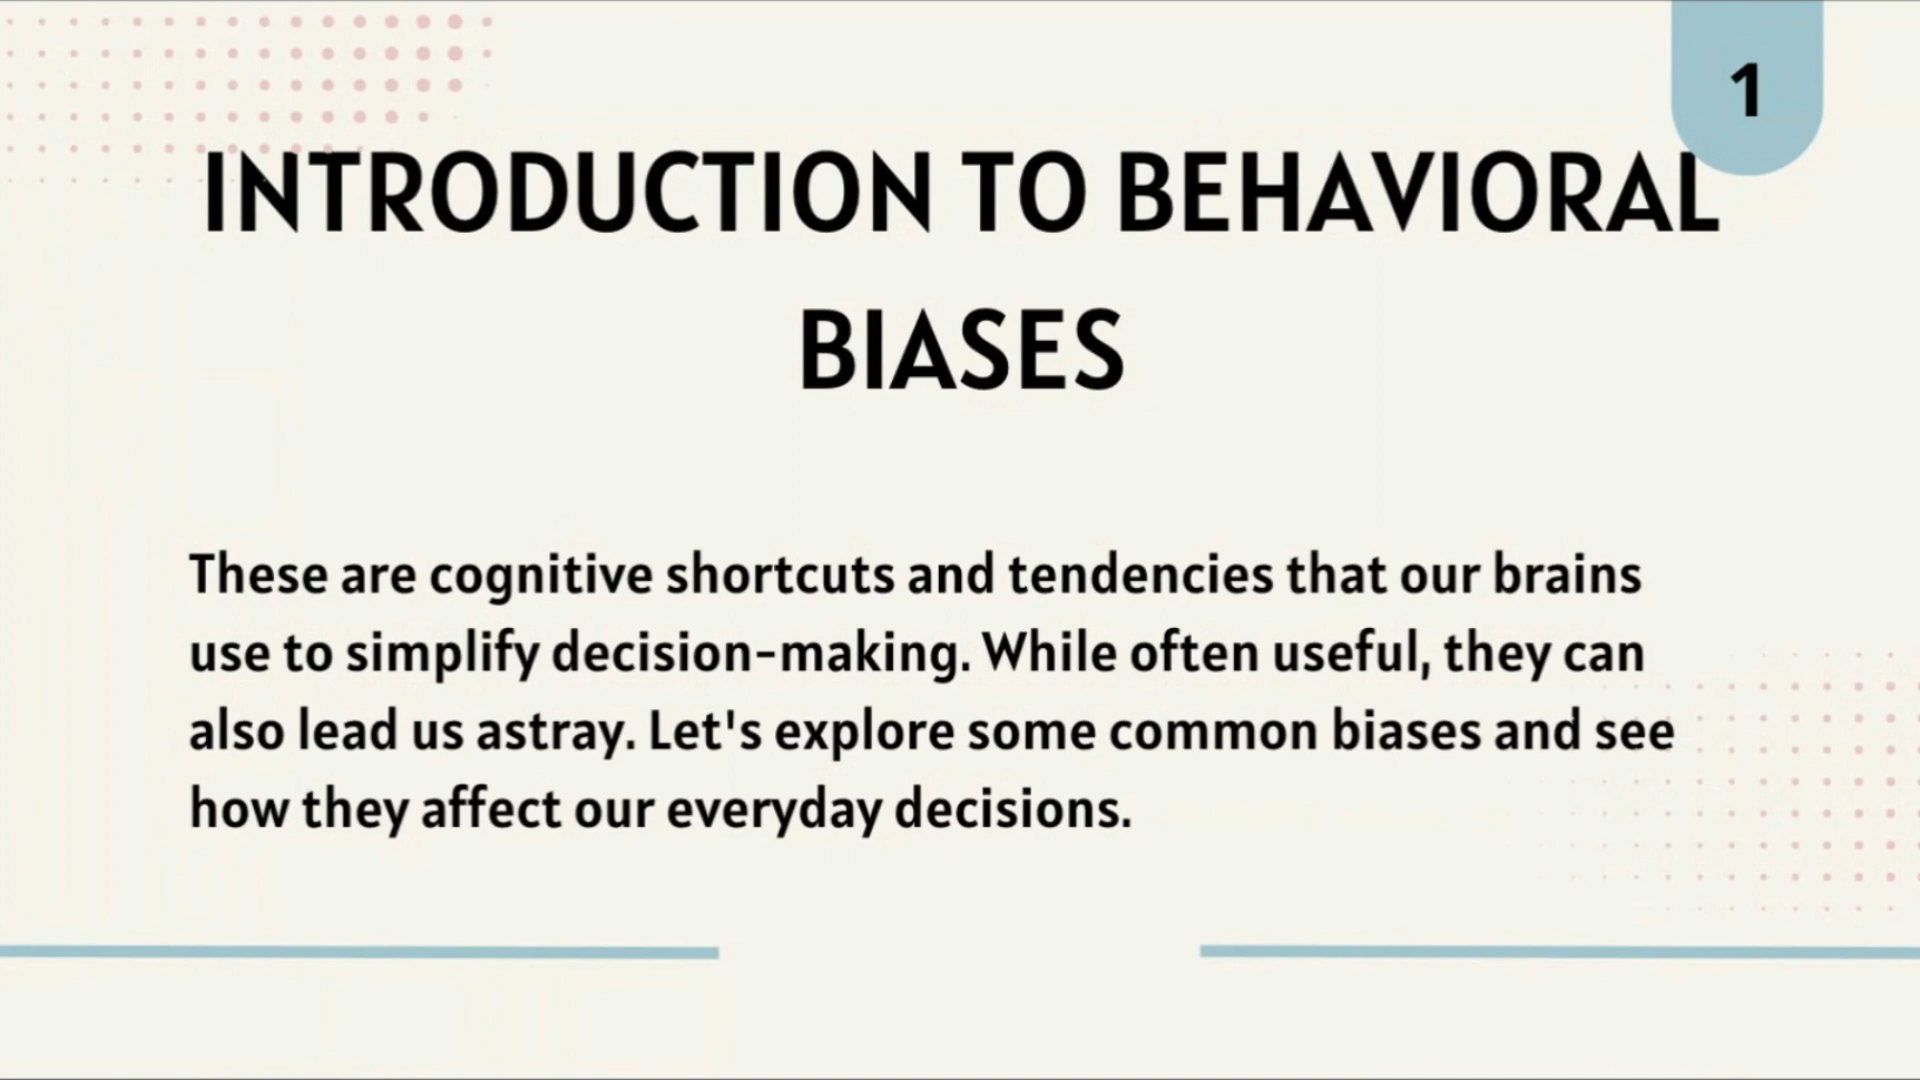 1
INTRODUCTION TO BEHAVIORAL
BIASES
These are cognitive shortcuts and tendencies that our brains
use to simplify decision-making. While often useful, they can
also lead us astray. Let's explore some common biases and see
how they affect our everyday decisions.